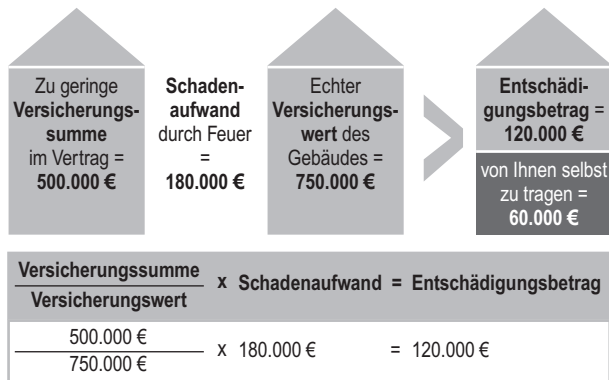 Zu geringe
Versicherungs-
summe
im Vertrag =
500.000 €
Schaden-
aufwand
durch Feuer
=
180.000 €
Echter
Versicherungs-
wert des
Gebäudes =
750.000 €
Entschädi-
gungsbetrag =
120.000 €
von Ihnen selbst
zu tragen =
60.000 €
Versicherungssumme
Versicherungswert
x Schadenaufwand = Entschädigungsbetrag
500.000 €
750.000 €
x 180.000 € = 120.000 €